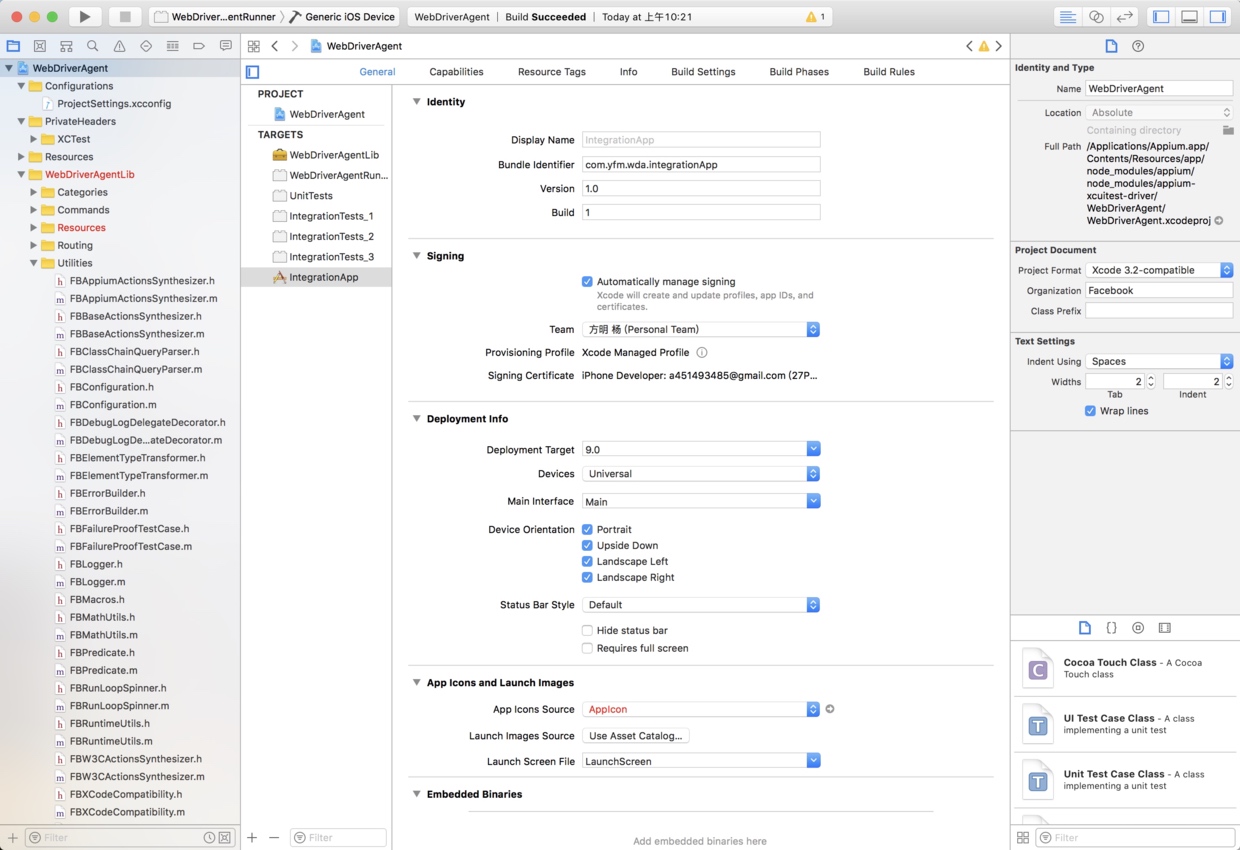 WebDriver...entRunner
Generic iOS Device
WebDriverAgent
Build Succeeded
Today at 上午10:21
1
WebDriverAgent
Configurations
ProjectSettings.xcconfig
PrivateHeaders
XCTest
Resources
WebDriverAgentLib
Categories
Commands
Resources
Routing
Utilities
FBAppiumActionsSynthesizer.h
FBAppiumActionsSynthesizer.m
FBBaseActionsSynthesizer.h
FBBaseActionsSynthesizer.m
FBClassChainQueryParser.h
FBClassChainQueryParser.m
FBConfiguration.h
FBConfiguration.m
FBDebugLogDelegateDecorator.h
FBDebugLogDe...ateDecorator.m
FBElementTypeTransformer.h
FBElementTypeTransformer.m
FBErrorBuilder.h
FBErrorBuilder.m
FBFailureProofTestCase.h
FBFailureProofTestCase.m
FBLogger.h
FBLogger.m
FBMacros.h
FBMathUtils.h
FBMathUtils.m
FBPredicate.h
FBPredicate.m
FBRunLoopSpinner.h
FBRunLoopSpinner.m
FBRuntimeUtils.h
FBRuntimeUtils.m
FBW3CActionsSynthesizer.h
FBW3CActionsSynthesizer.m
FBXCodeCompatibility.h
FBXCodeCompatibility.m
Filter
WebDriverAgent
General
Capabilities
Resource Tags
Info
Build Settings
Build Phases
Build Rules
PROJECT
WebDriverAgent
TARGETS
WebDriverAgentLib
WebDriverAgentRun...
UnitTests
IntegrationTests_1
IntegrationTests_2
IntegrationTests_3
IntegrationApp
Filter
Identity
Display Name IntegrationApp
Bundle Identifier com.yfm.wda.integrationApp
Version 1.0
Build 1
Signing
Automatically manage signing
Xcode will create and update profiles, app IDs, and
certificates.
Team 方明 杨 (Personal Team)
Provisioning Profile Xcode Managed Profile
Signing Certificate iPhone Developer: a451493485@gmail.com (27P...
Deployment Info
Deployment Target 9.0
Devices Universal
Main Interface Main
Device Orientation Portrait
Upside Down
Landscape Left
Landscape Right
Status Bar Style Default
Hide status bar
Requires full screen
App Icons and Launch Images
App Icons Source AppIcon
Launch Images Source Use Asset Catalog...
Launch Screen File LaunchScreen
Embedded Binaries
Add embedded binaries here
Identity and Type
Name WebDriverAgent
Location Absolute
Containing directory
Full Path /Applications/Appium.app/
Contents/Resources/app/
node_modules/appium/
node_modules/appium-
xcuitest-driver/
WebDriverAgent/
WebDriverAgent.xcodeproj
Project Document
Project Format Xcode 3.2-compatible
Organization Facebook
Class Prefix
Text Settings
Indent Using Spaces
Widths 2 2
Tab Indent
Wrap lines
Cocoa Touch Class - A Cocoa
Touch class
UI Test Case Class - A class
implementing a unit test
Unit Test Case Class - A class
implementing a unit test
Filter